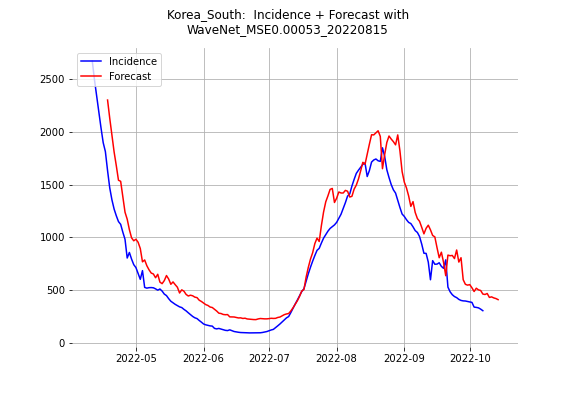 Korea_South:  Incidence + Forecast with
WaveNet_MSE0.00053_20220815
Incidence
Forecast
2500
2000
1500
1000
500
0
2022-05 2022-06 2022-07 2022-08 2022-09 2022-10